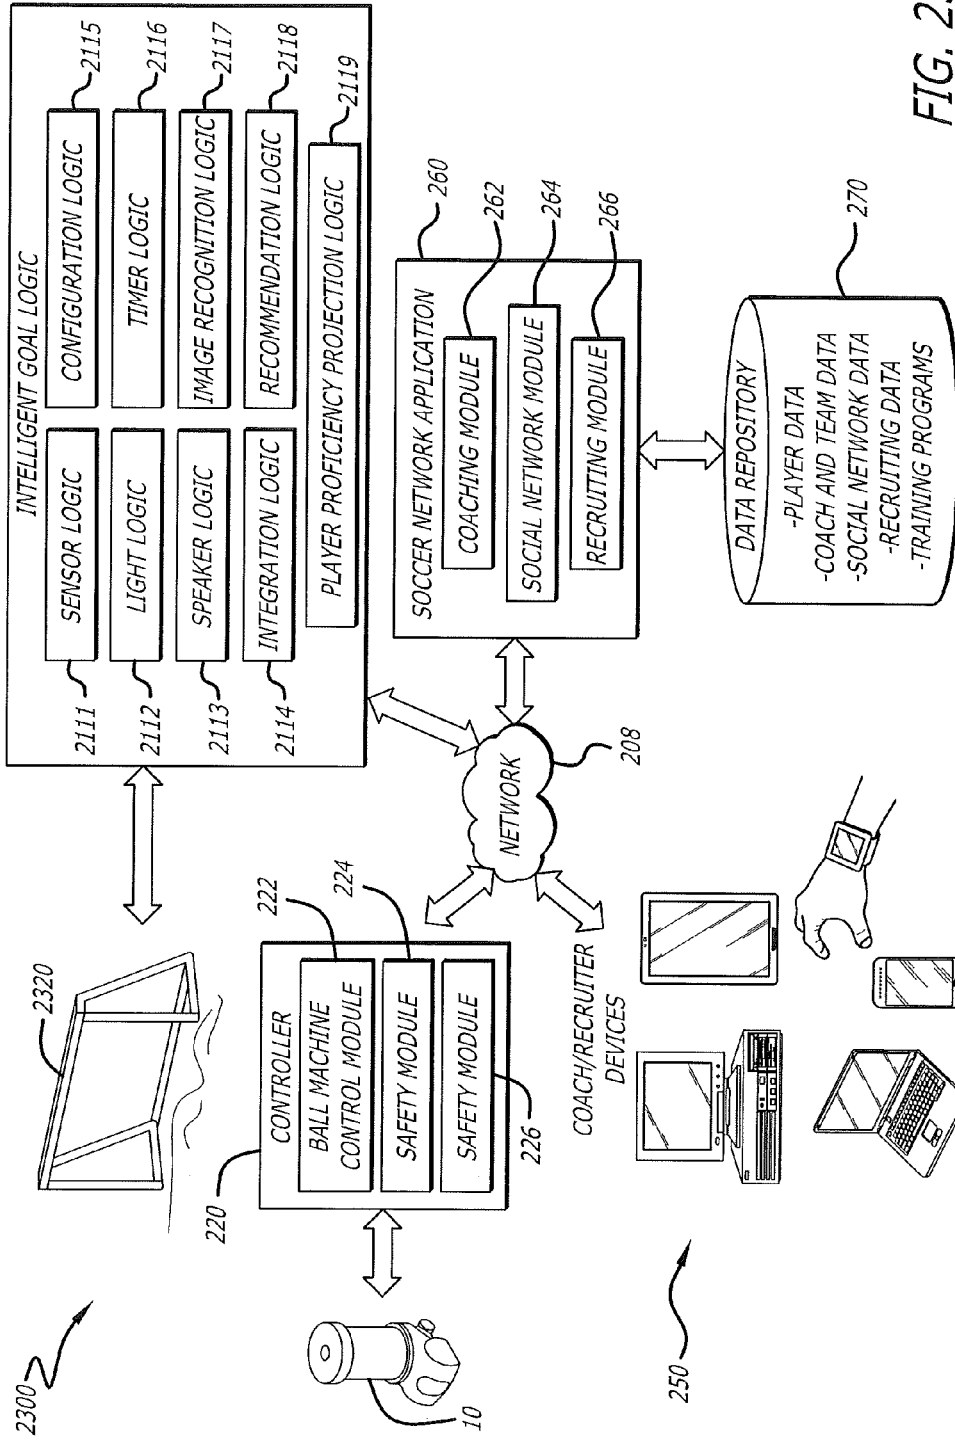 2300
2320
INTELLIGENT GOAL LOGIC
2111
SENSOR LOGIC
CONFIGURATION LOGIC
2115
2112
LIGHT LOGIC
TIMER LOGIC
2116
2113
SPEAKER LOGIC
IMAGE RECOGNITION LOGIC
2117
2114
INTEGRATION LOGIC
RECOMMENDATION LOGIC
2118
PLAYER PROFICIENCY PROJECTION LOGIC
2119
10
220
CONTROLLER
BALL MACHINE
CONTROL MODULE
222
SAFETY MODULE
224
SAFETY MODULE
226
NETWORK
208
SOCCER NETWORK APPLICATION
260
COACHING MODULE
262
SOCIAL NETWORK MODULE
264
RECRUITING MODULE
266
250
COACH/RECRUITER
DEVICES
DATA REPOSITORY
270
-PLAYER DATA
-COACH AND TEAM DATA
-SOCIAL NETWORK DATA
-RECRUITING DATA
-TRAINING PROGRAMS
FIG.